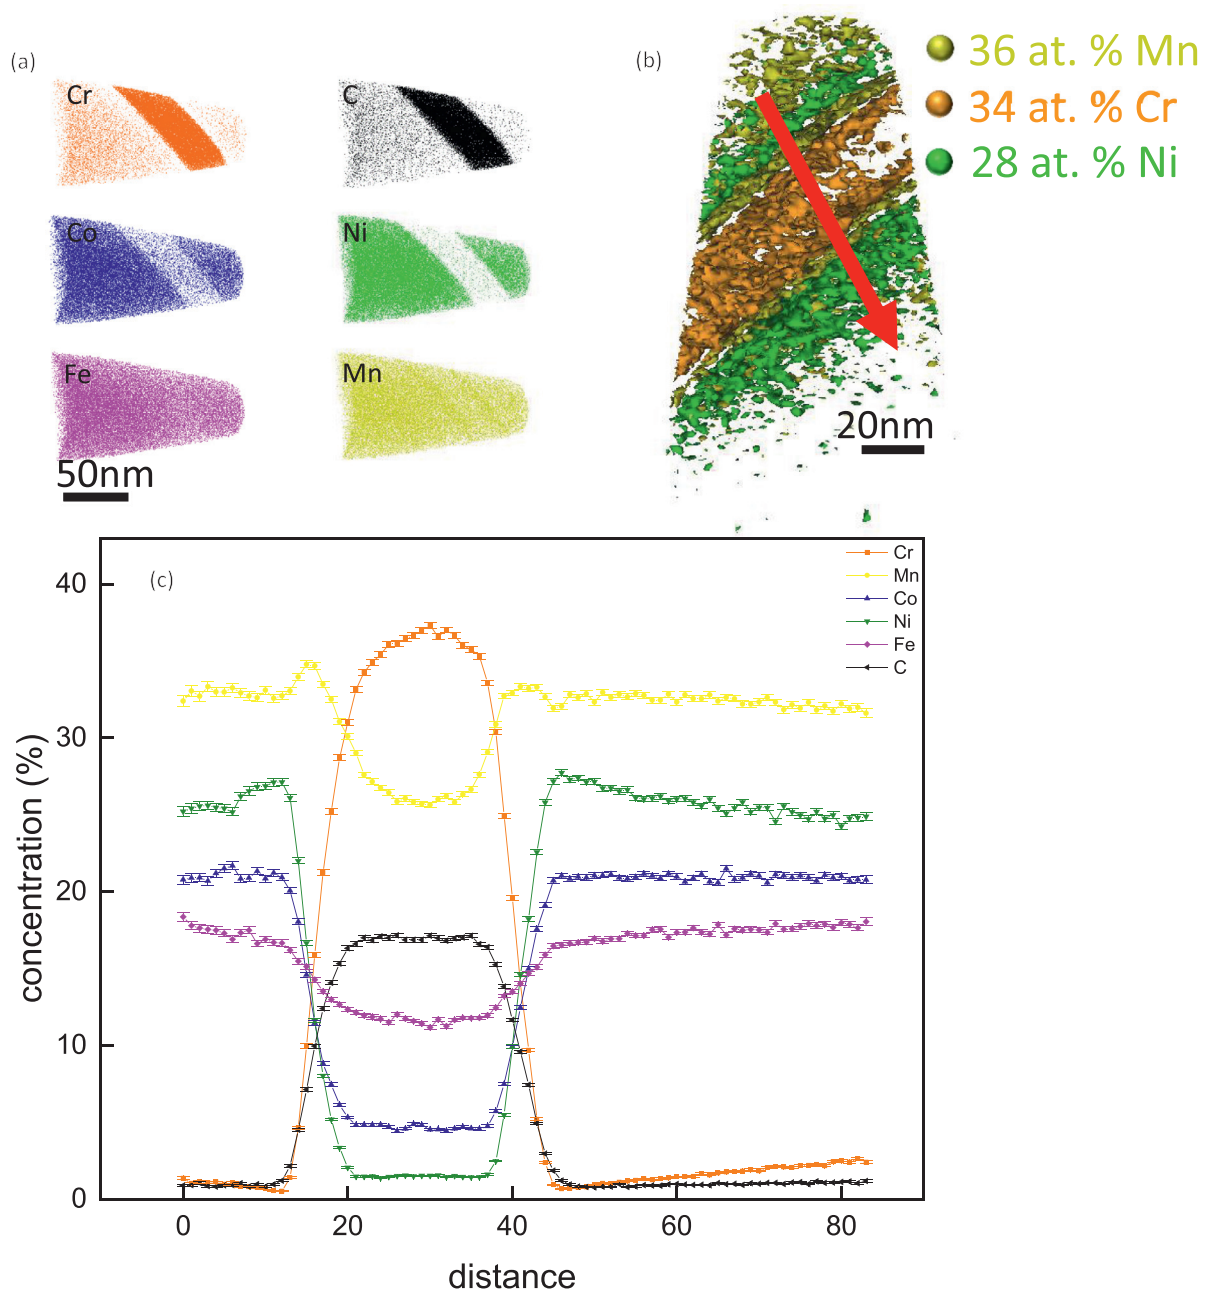 (a)
Cr
C
Co
Ni
Fe
Mn
50nm
(b)
36 at. % Mn
34 at. % Cr
28 at. % Ni
20nm
(c)
Cr
Mn
Co
Ni
Fe
C
concentration (%)
40
30
20
10
0
0 20 40 60 80
distance